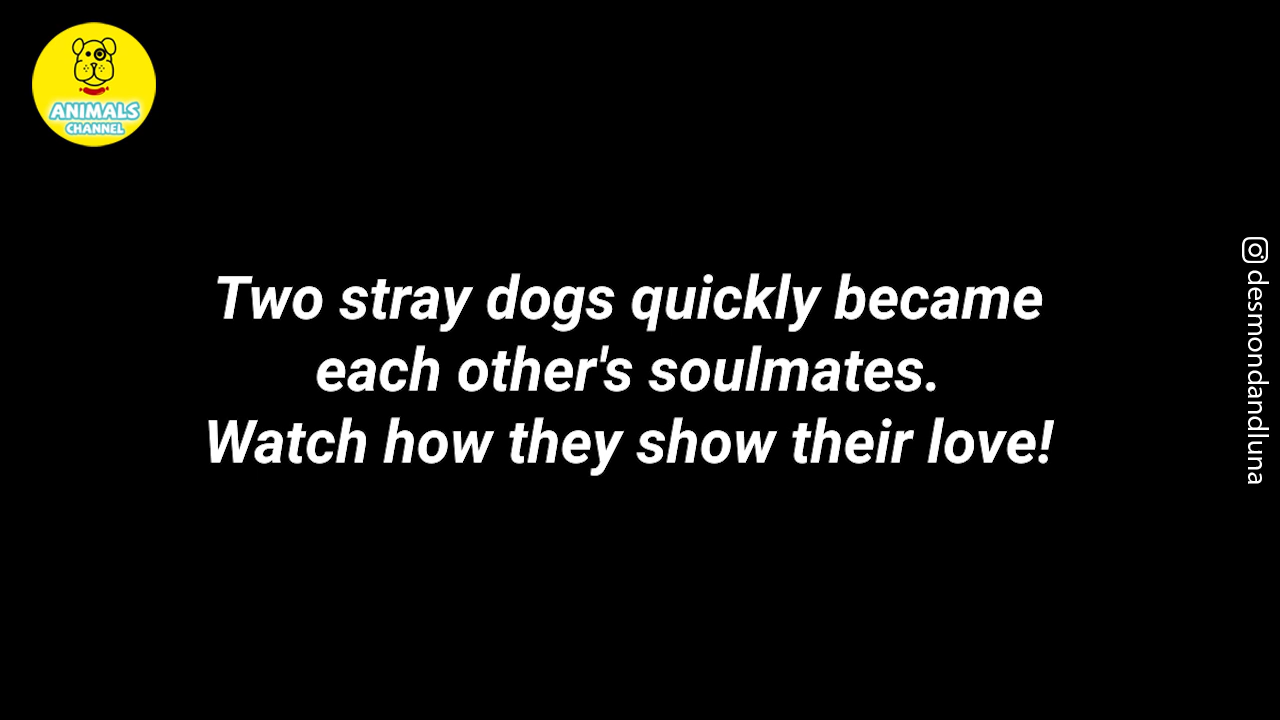 ANIMALS
CHANNEL
Two stray dogs quickly became
each other's soulmates.
Watch how they show their love!
desmondandluna